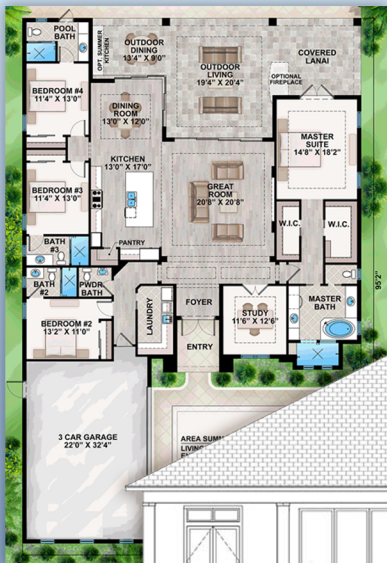 POOL
BATH
OPT. SUMMER
KITCHEN
OUTDOOR
DINING
13'4" X 9'0"
OUTDOOR
LIVING
19'4" X 20'4"
COVERED
LANAI
OPTIONAL
FIREPLACE
BEDROOM #4
11'4" X 13'0"
DINING
ROOM
13'0" X 12'0"
MASTER
SUITE
14'8" X 18'2"
KITCHEN
13'0" X 17'0"
BEDROOM #3
11'4" X 13'0"
GREAT
ROOM
20'8" X 20'8"
W.I.C.
W.I.C.
BATH
#3
PANTRY
BATH
#2
PWDR
BATH
95'2"
LAUNDRY
FOYER
STUDY
11'6" X 12'6"
MASTER
BATH
BEDROOM #2
13'2" X 11'0"
ENTRY
3 CAR GARAGE
22'0" X 32'4"
AREA SUMM
LIVING